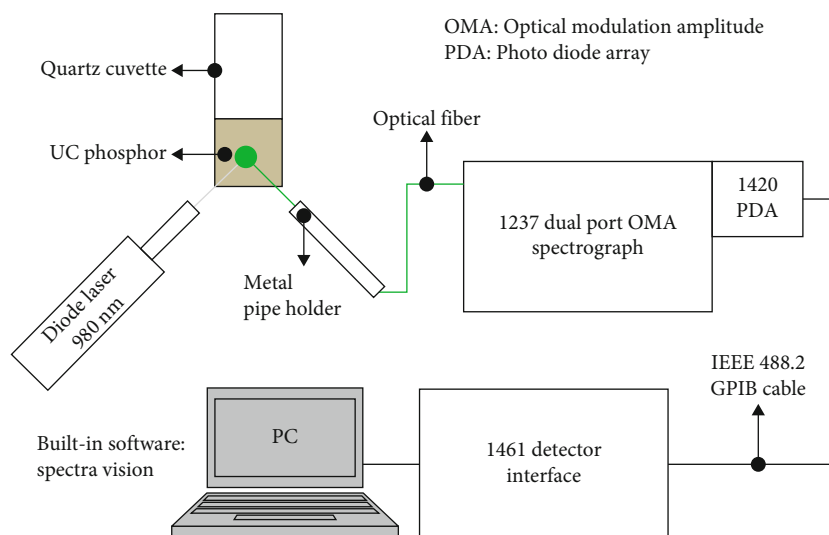 OMA: Optical modulation amplitude
PDA: Photo diode array
Quartz cuvette
UC phosphor
Optical fiber
1237 dual port OMA
spectrograph
1420
PDA
Metal
pipe holder
Diode laser
980 nm
IEEE 488.2
GPIB cable
Built-in software:
spectra vision
PC
1461 detector
interface